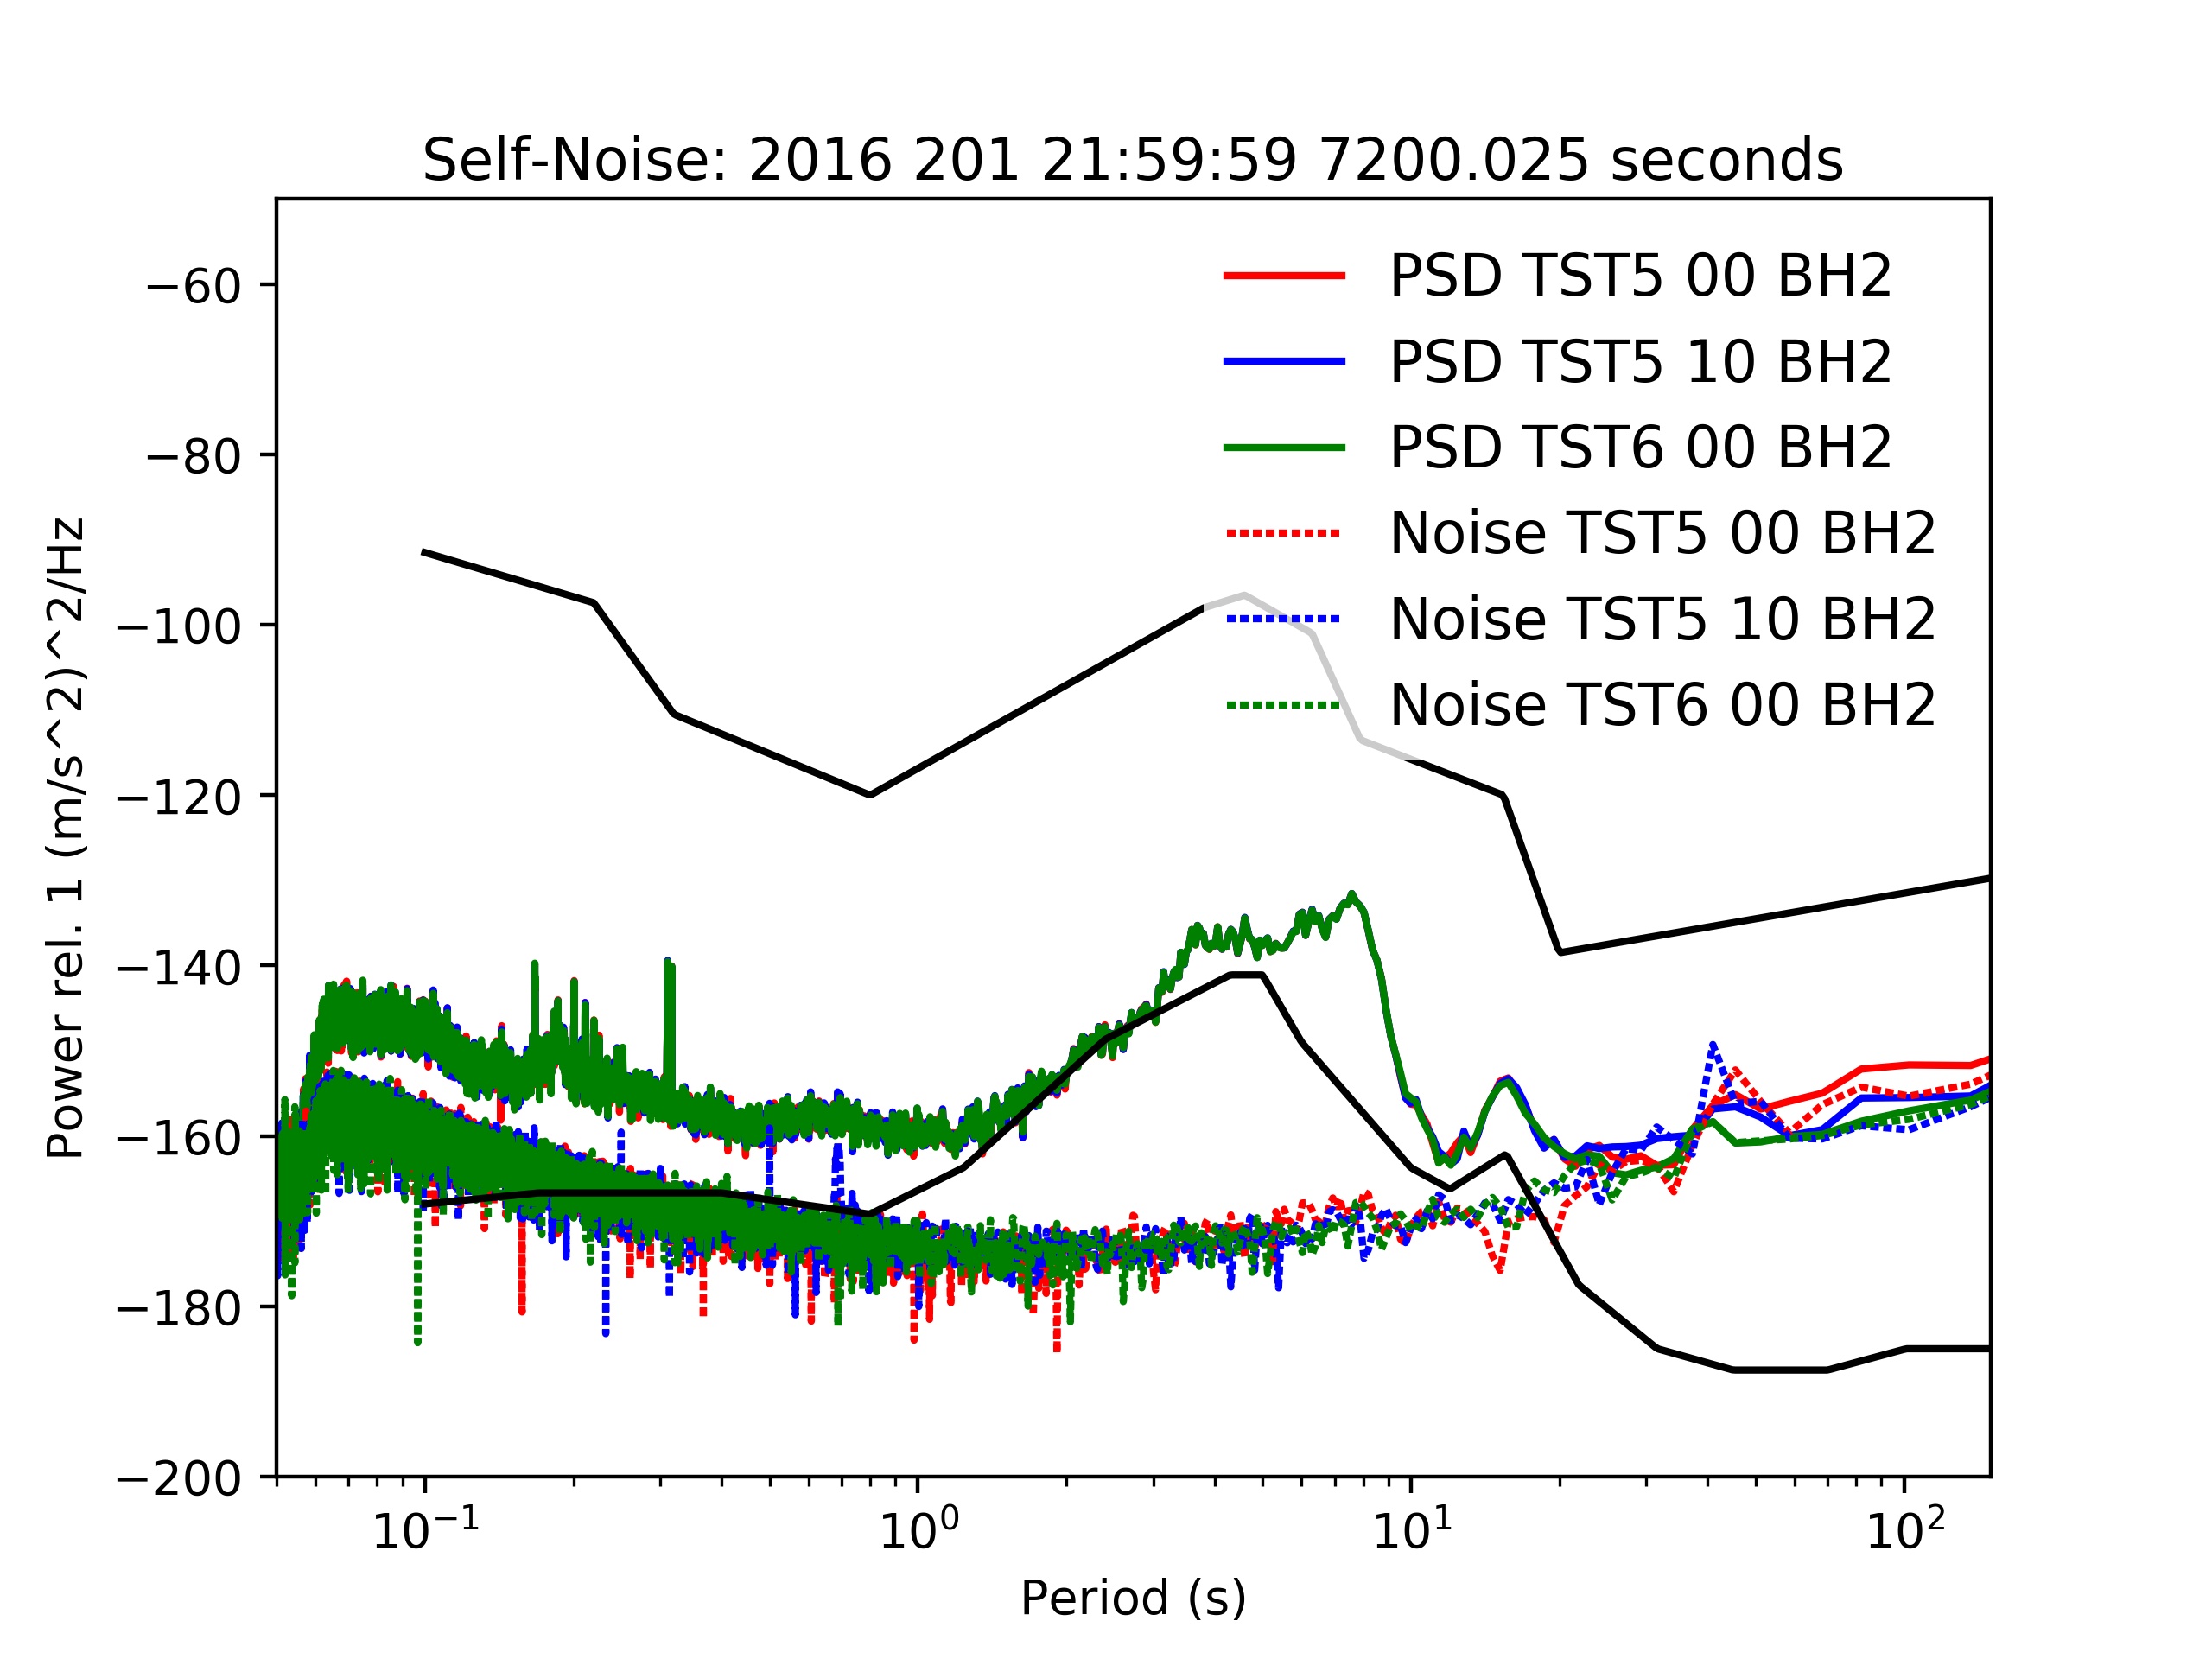 Self-Noise: 2016 201 21:59:59 7200.025 seconds
PSD TST5 00 BH2
PSD TST5 10 BH2
PSD TST6 00 BH2
Noise TST5 00 BH2
Noise TST5 10 BH2
Noise TST6 00 BH2
Power rel. 1 (m/s^2)^2/Hz
−60
−80
−100
−120
−140
−160
−180
−200
10⁻¹ 10⁰ 10¹ 10²
Period (s)